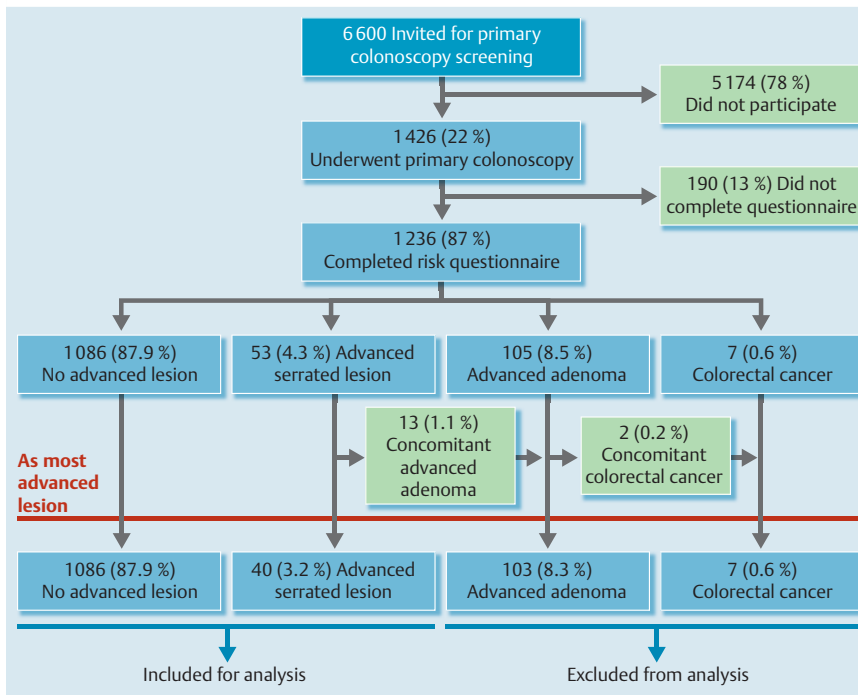 6 600 Invited for primary
colonoscopy screening
5 174 (78 %)
Did not participate
1 426 (22 %)
Underwent primary colonoscopy
190 (13 %) Did not
complete questionnaire
1 236 (87 %)
Completed risk questionnaire
1 086 (87.9 %)
No advanced lesion
53 (4.3 %) Advanced
serrated lesion
105 (8.5 %)
Advanced adenoma
7 (0.6 %)
Colorectal cancer
13 (1.1 %)
Concomitant
advanced
adenoma
2 (0.2 %)
Concomitant
colorectal cancer
As most
advanced
lesion
1086 (87.9 %)
No advanced lesion
40 (3.2 %) Advanced
serrated lesion
103 (8.3 %)
Advanced adenoma
7 (0.6 %)
Colorectal cancer
Included for analysis
Excluded from analysis